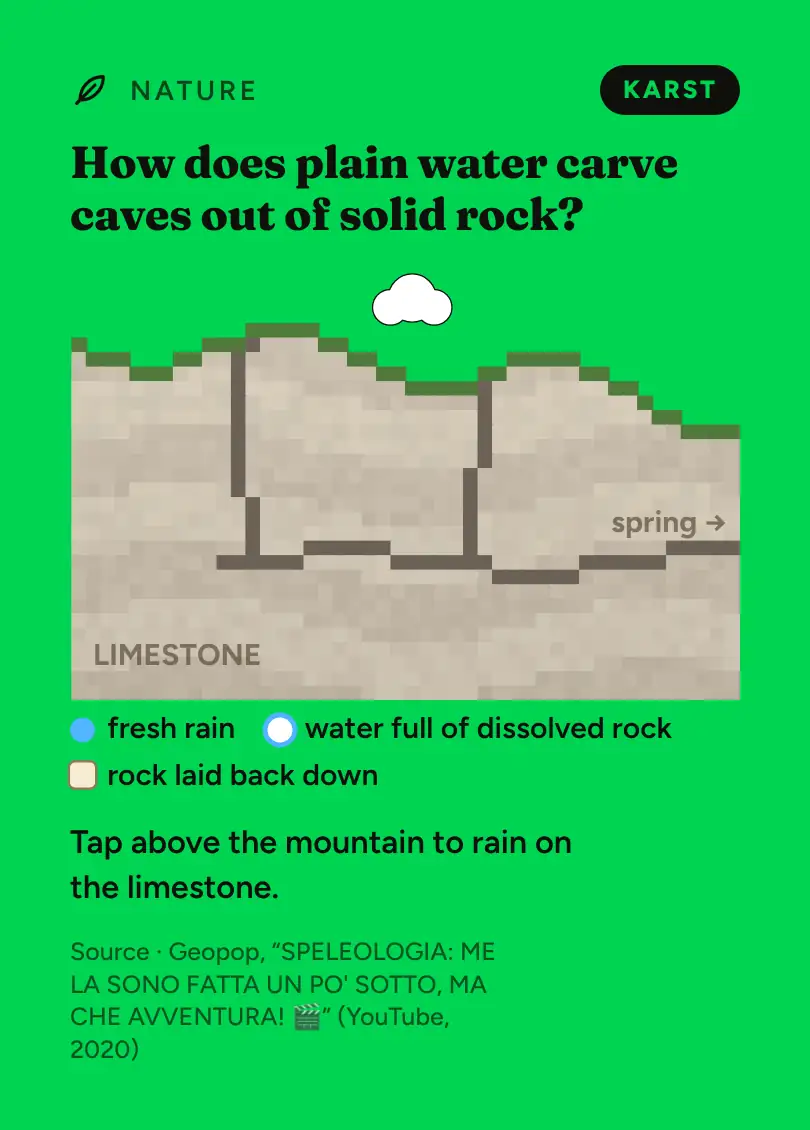 NATURE
KARST
How does plain water carve
caves out of solid rock?
spring →
LIMESTONE
fresh rain
water full of dissolved rock
rock laid back down
Tap above the mountain to rain on
the limestone.
Source · Geopop, “SPELEOLOGIA: ME
LA SONO FATTA UN PO' SOTTO, MA
CHE AVVENTURA! 🎬” (YouTube,
2020)